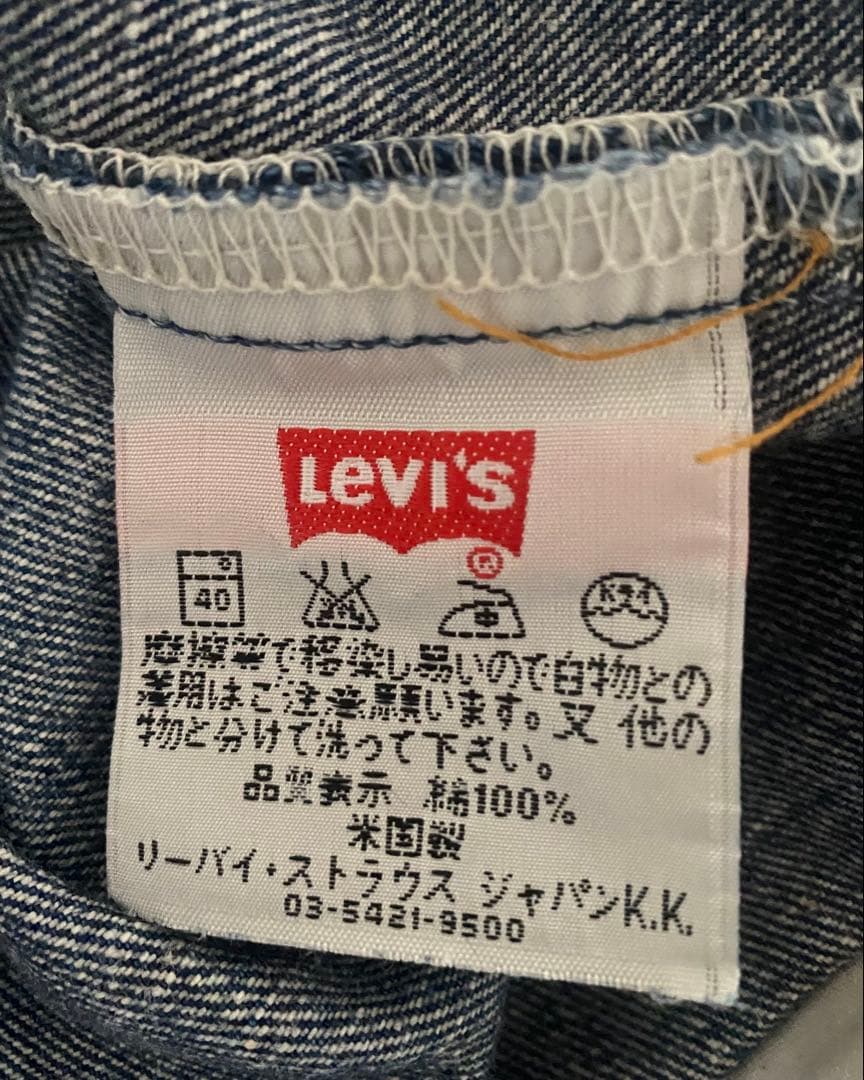 Levi's
®
40 ドライ
摩擦等で移染し易いので白物との
着用はご注意願います。又 他の
物と分けて洗って下さい。
品質表示 綿100%
米国製
リーバイ・ストラウス ジャパンK.K.
03-5421-9500